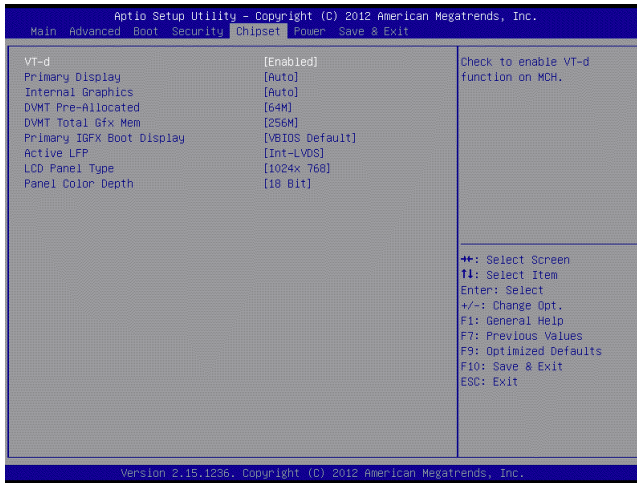 Aptio Setup Utility – Copyright (C) 2012 American Megatrends, Inc.
Main Advanced Boot Security Chipset Power Save & Exit
VT-d [Enabled]
Primary Display [Auto]
Internal Graphics [Auto]
DVMT Pre-Allocated [64M]
DVMT Total Gfx Mem [256M]
Primary IGFX Boot Display [VBIOS Default]
Active LFP [Int-LVDS]
LCD Panel Type [1024x 768]
Panel Color Depth [18 Bit]
Check to enable VT-d
function on MCH.
→←: Select Screen
↑↓: Select Item
Enter: Select
+/-: Change Opt.
F1: General Help
F7: Previous Values
F9: Optimized Defaults
F10: Save & Exit
ESC: Exit
Version 2.15.1236. Copyright (C) 2012 American Megatrends, Inc.